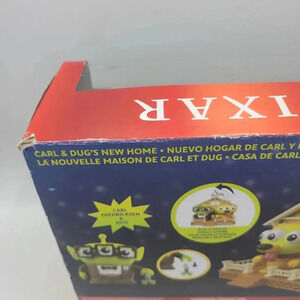 IXAR
CARL & DUG'S NEW HOME • NUEVO HOGAR DE CARL Y
LA NOUVELLE MAISON DE CARL ET DUG • CASA DE CARL
CARL
FREDRICKSEN
& DUG